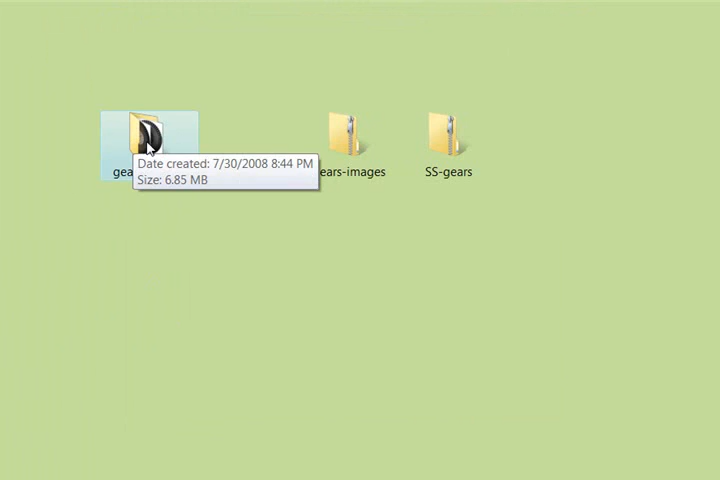 Date created: 7/30/2008 8:44 PM
Size: 6.85 MB
ears-images
SS-gears